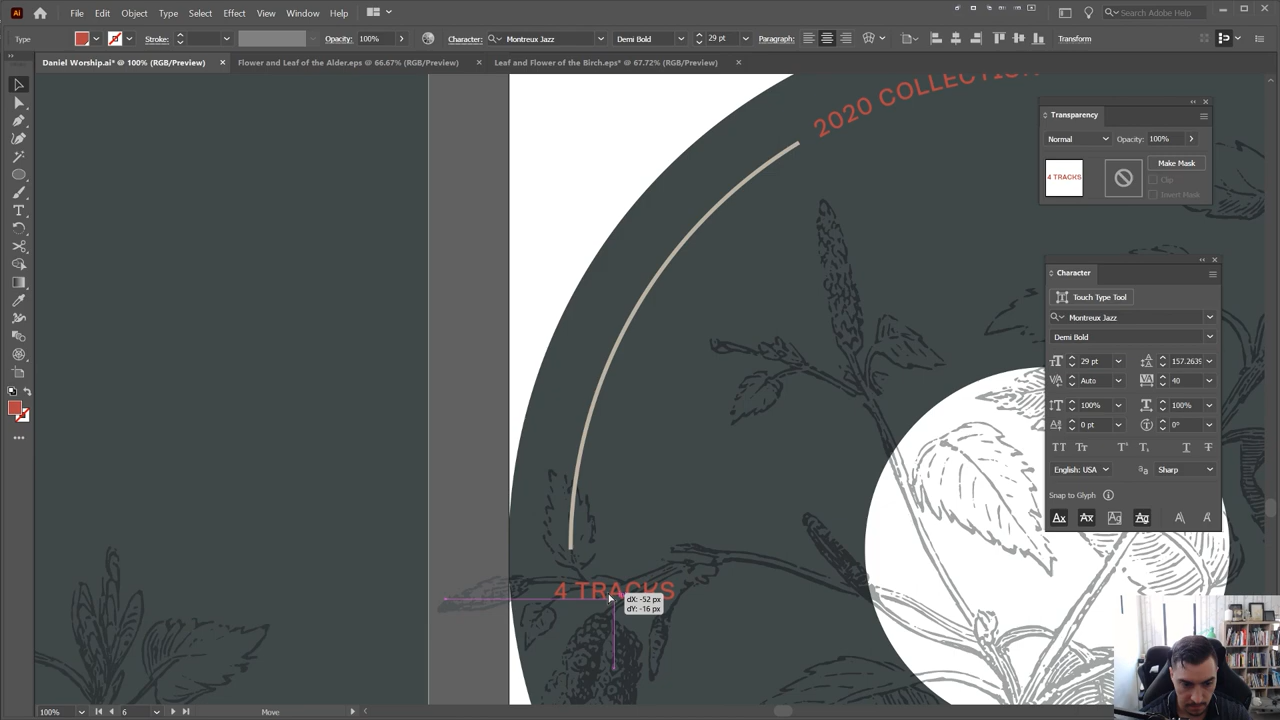 Ai File Edit Object Type Select Effect View Window Help Search Adobe Help
Type Stroke: Opacity: 100% Character: Montreux Jazz Demi Bold 29 pt Paragraph: Transform
Daniel Worship.ai* @ 100% (RGB/Preview) Flower and Leaf of the Alder.eps @ 66.67% (RGB/Preview) Leaf and Flower of the Birch.eps* @ 67.72% (RGB/Preview)
2020 COLLECTION
Transparency
Normal Opacity: 100%
Make Mask
4 TRACKS
Clip
Invert Mask
Character
Touch Type Tool
Montreux Jazz
Demi Bold
29 pt 157.2639
Auto 40
100% 100%
0 pt 0°
English: USA Sharp
Snap to Glyph
4 TRACKS
dX: -52 px
dY: -16 px
100% 6 Move